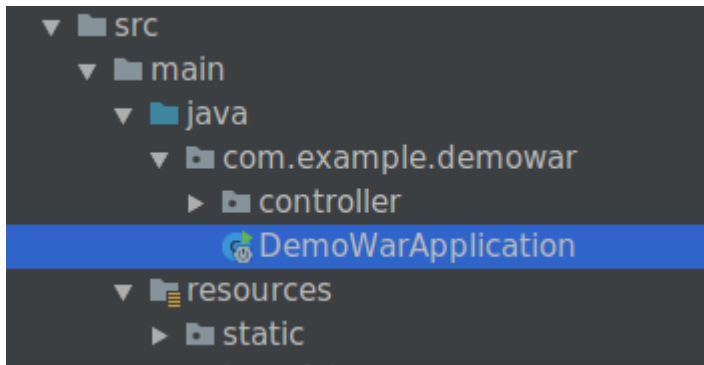 src
main
java
com.example.demowar
controller
DemoWarApplication
resources
static